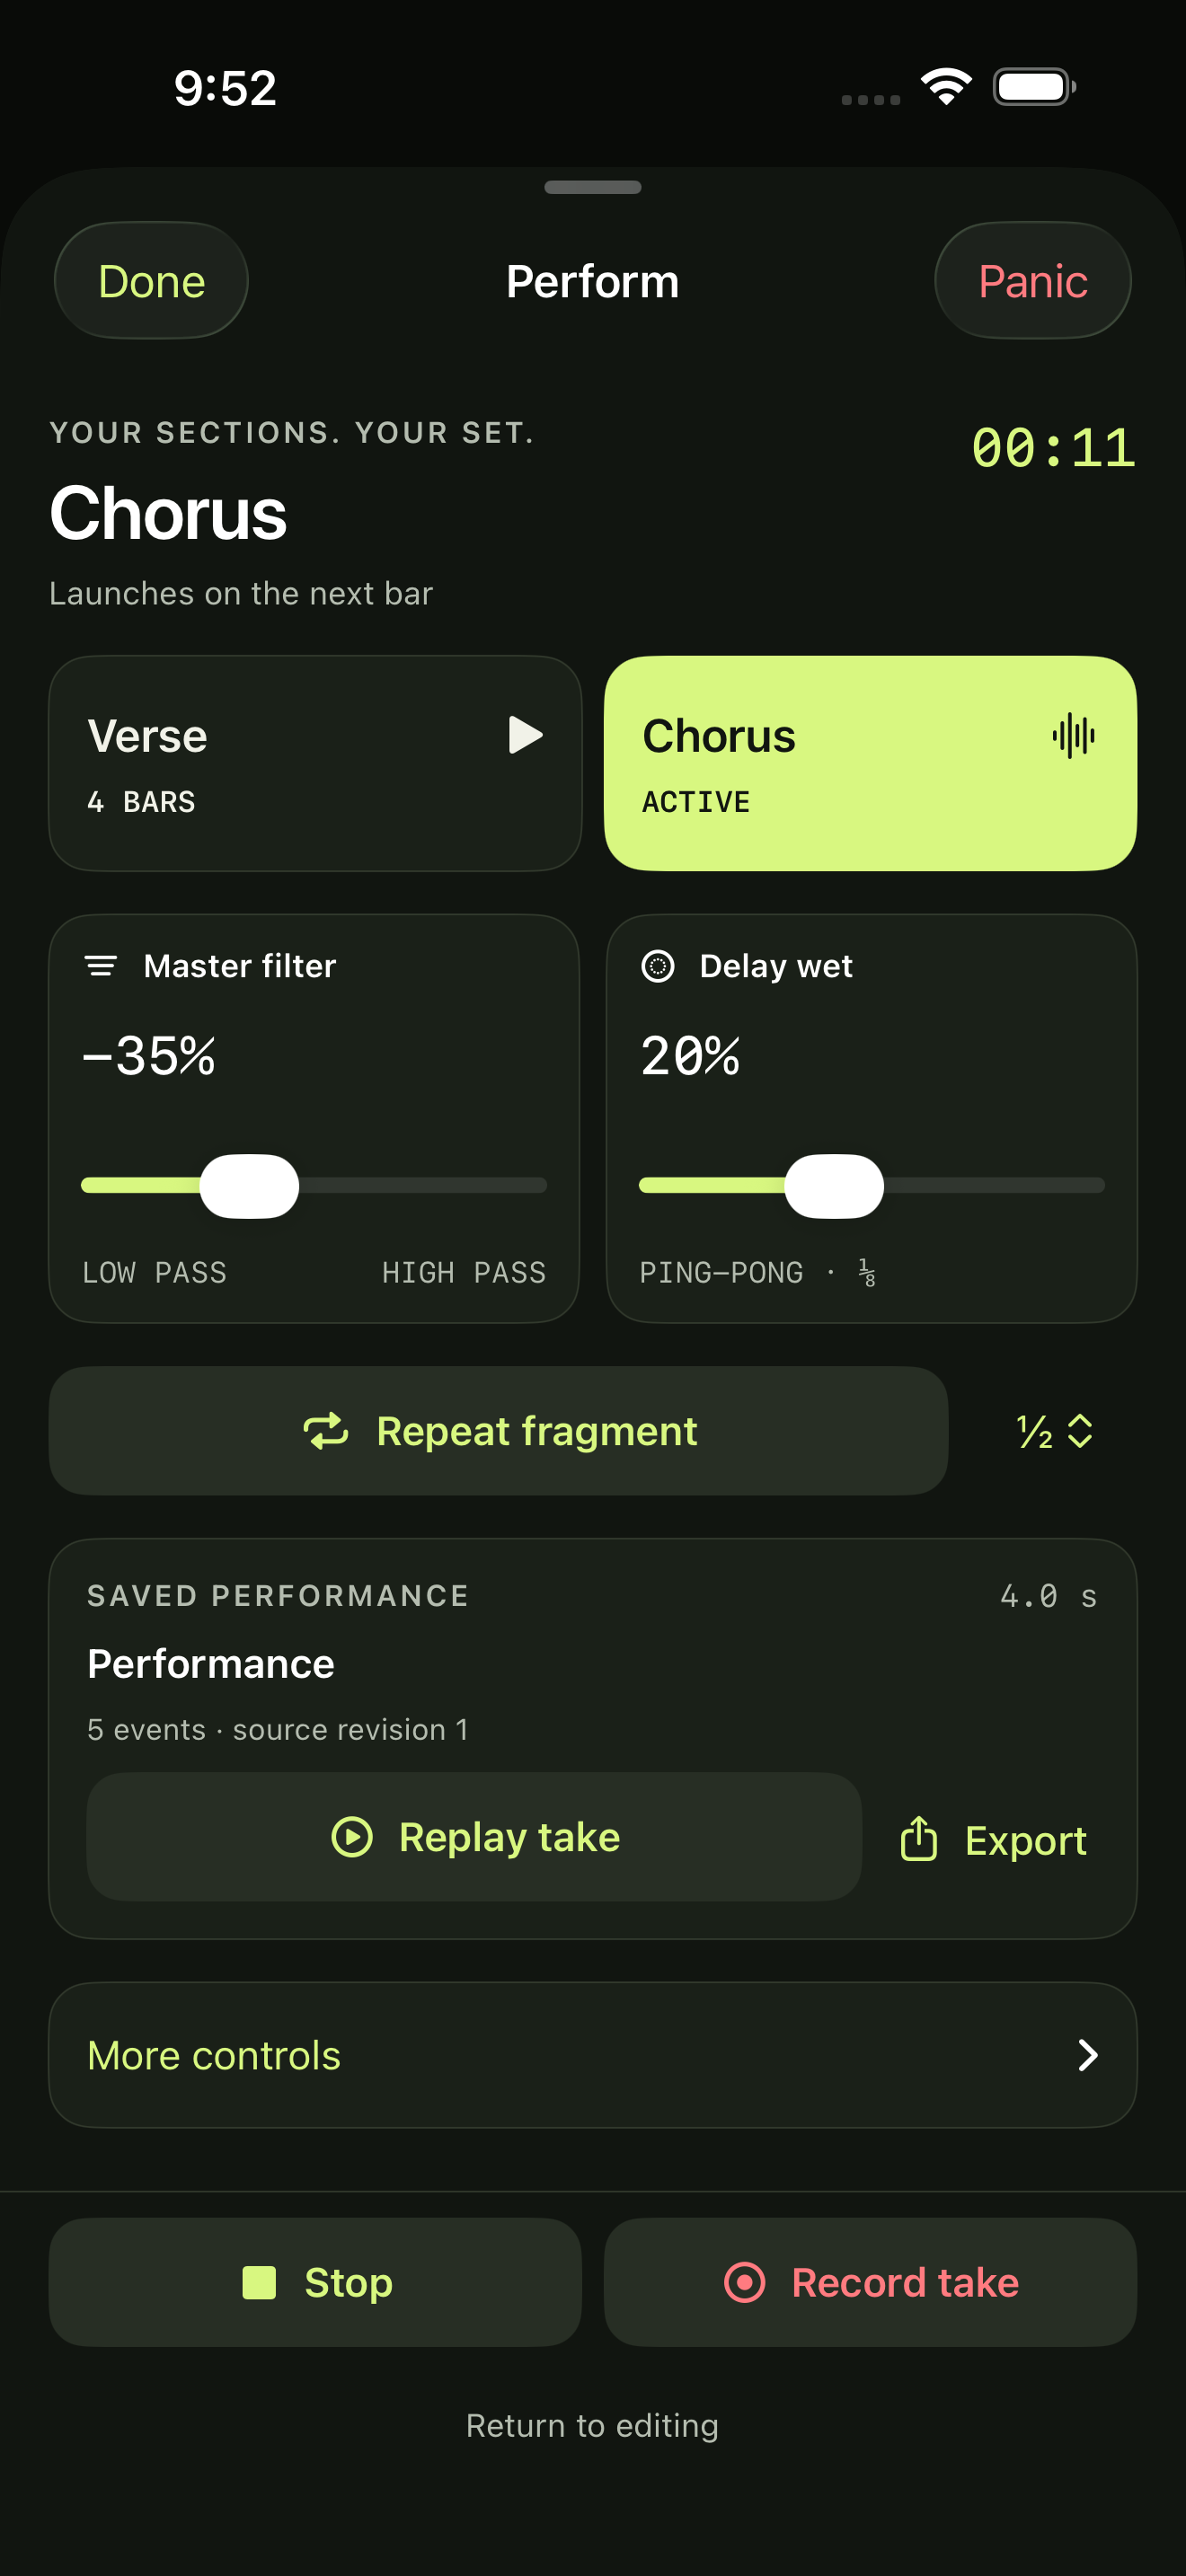 9:52
Done
Perform
Panic
YOUR SECTIONS. YOUR SET.
00:11
Chorus
Launches on the next bar
Verse
4 BARS
Chorus
ACTIVE
Master filter
−35%
LOW PASS
HIGH PASS
Delay wet
20%
PING–PONG · ⅛
Repeat fragment
½
SAVED PERFORMANCE
4.0 s
Performance
5 events · source revision 1
Replay take
Export
More controls
Stop
Record take
Return to editing